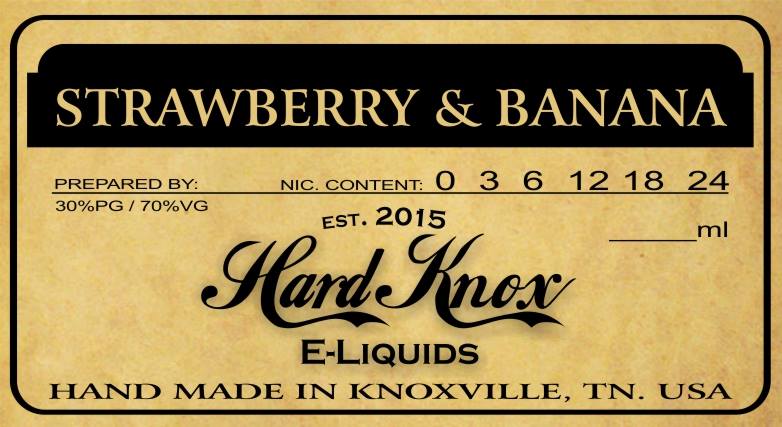 STRAWBERRY & BANANA
PREPARED BY: NIC. CONTENT: 0 3 6 12 18 24
30%PG / 70%VG
EST. 2015
______ml
Hard Knox
E-LIQUIDS
HAND MADE IN KNOXVILLE, TN. USA